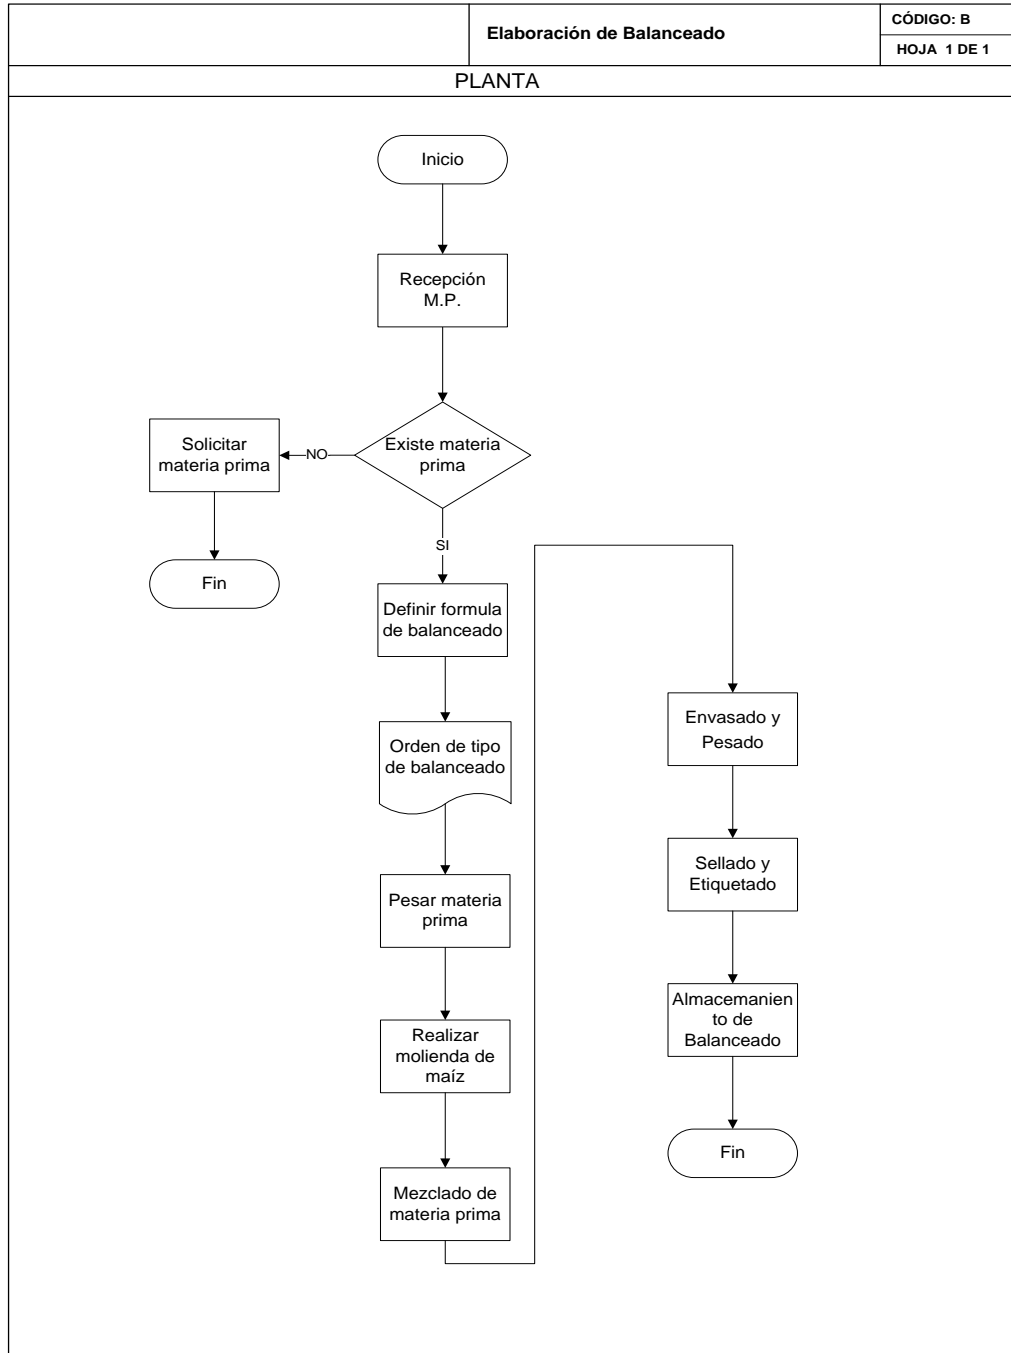 Elaboración de Balanceado
CÓDIGO: B
HOJA 1 DE 1
PLANTA
Inicio
Recepción
M.P.
Existe materia
prima
NO
Solicitar
materia prima
Fin
SI
Definir formula
de balanceado
Orden de tipo
de balanceado
Pesar materia
prima
Realizar
molienda de
maíz
Mezclado de
materia prima
Envasado y
Pesado
Sellado y
Etiquetado
Almacemanien
to de
Balanceado
Fin